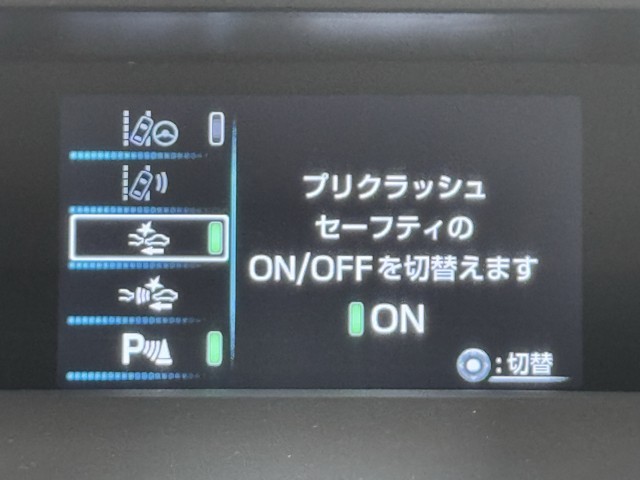 プリクラッシュ
セーフティの
ON/OFFを切替えます
ON
P
:切替